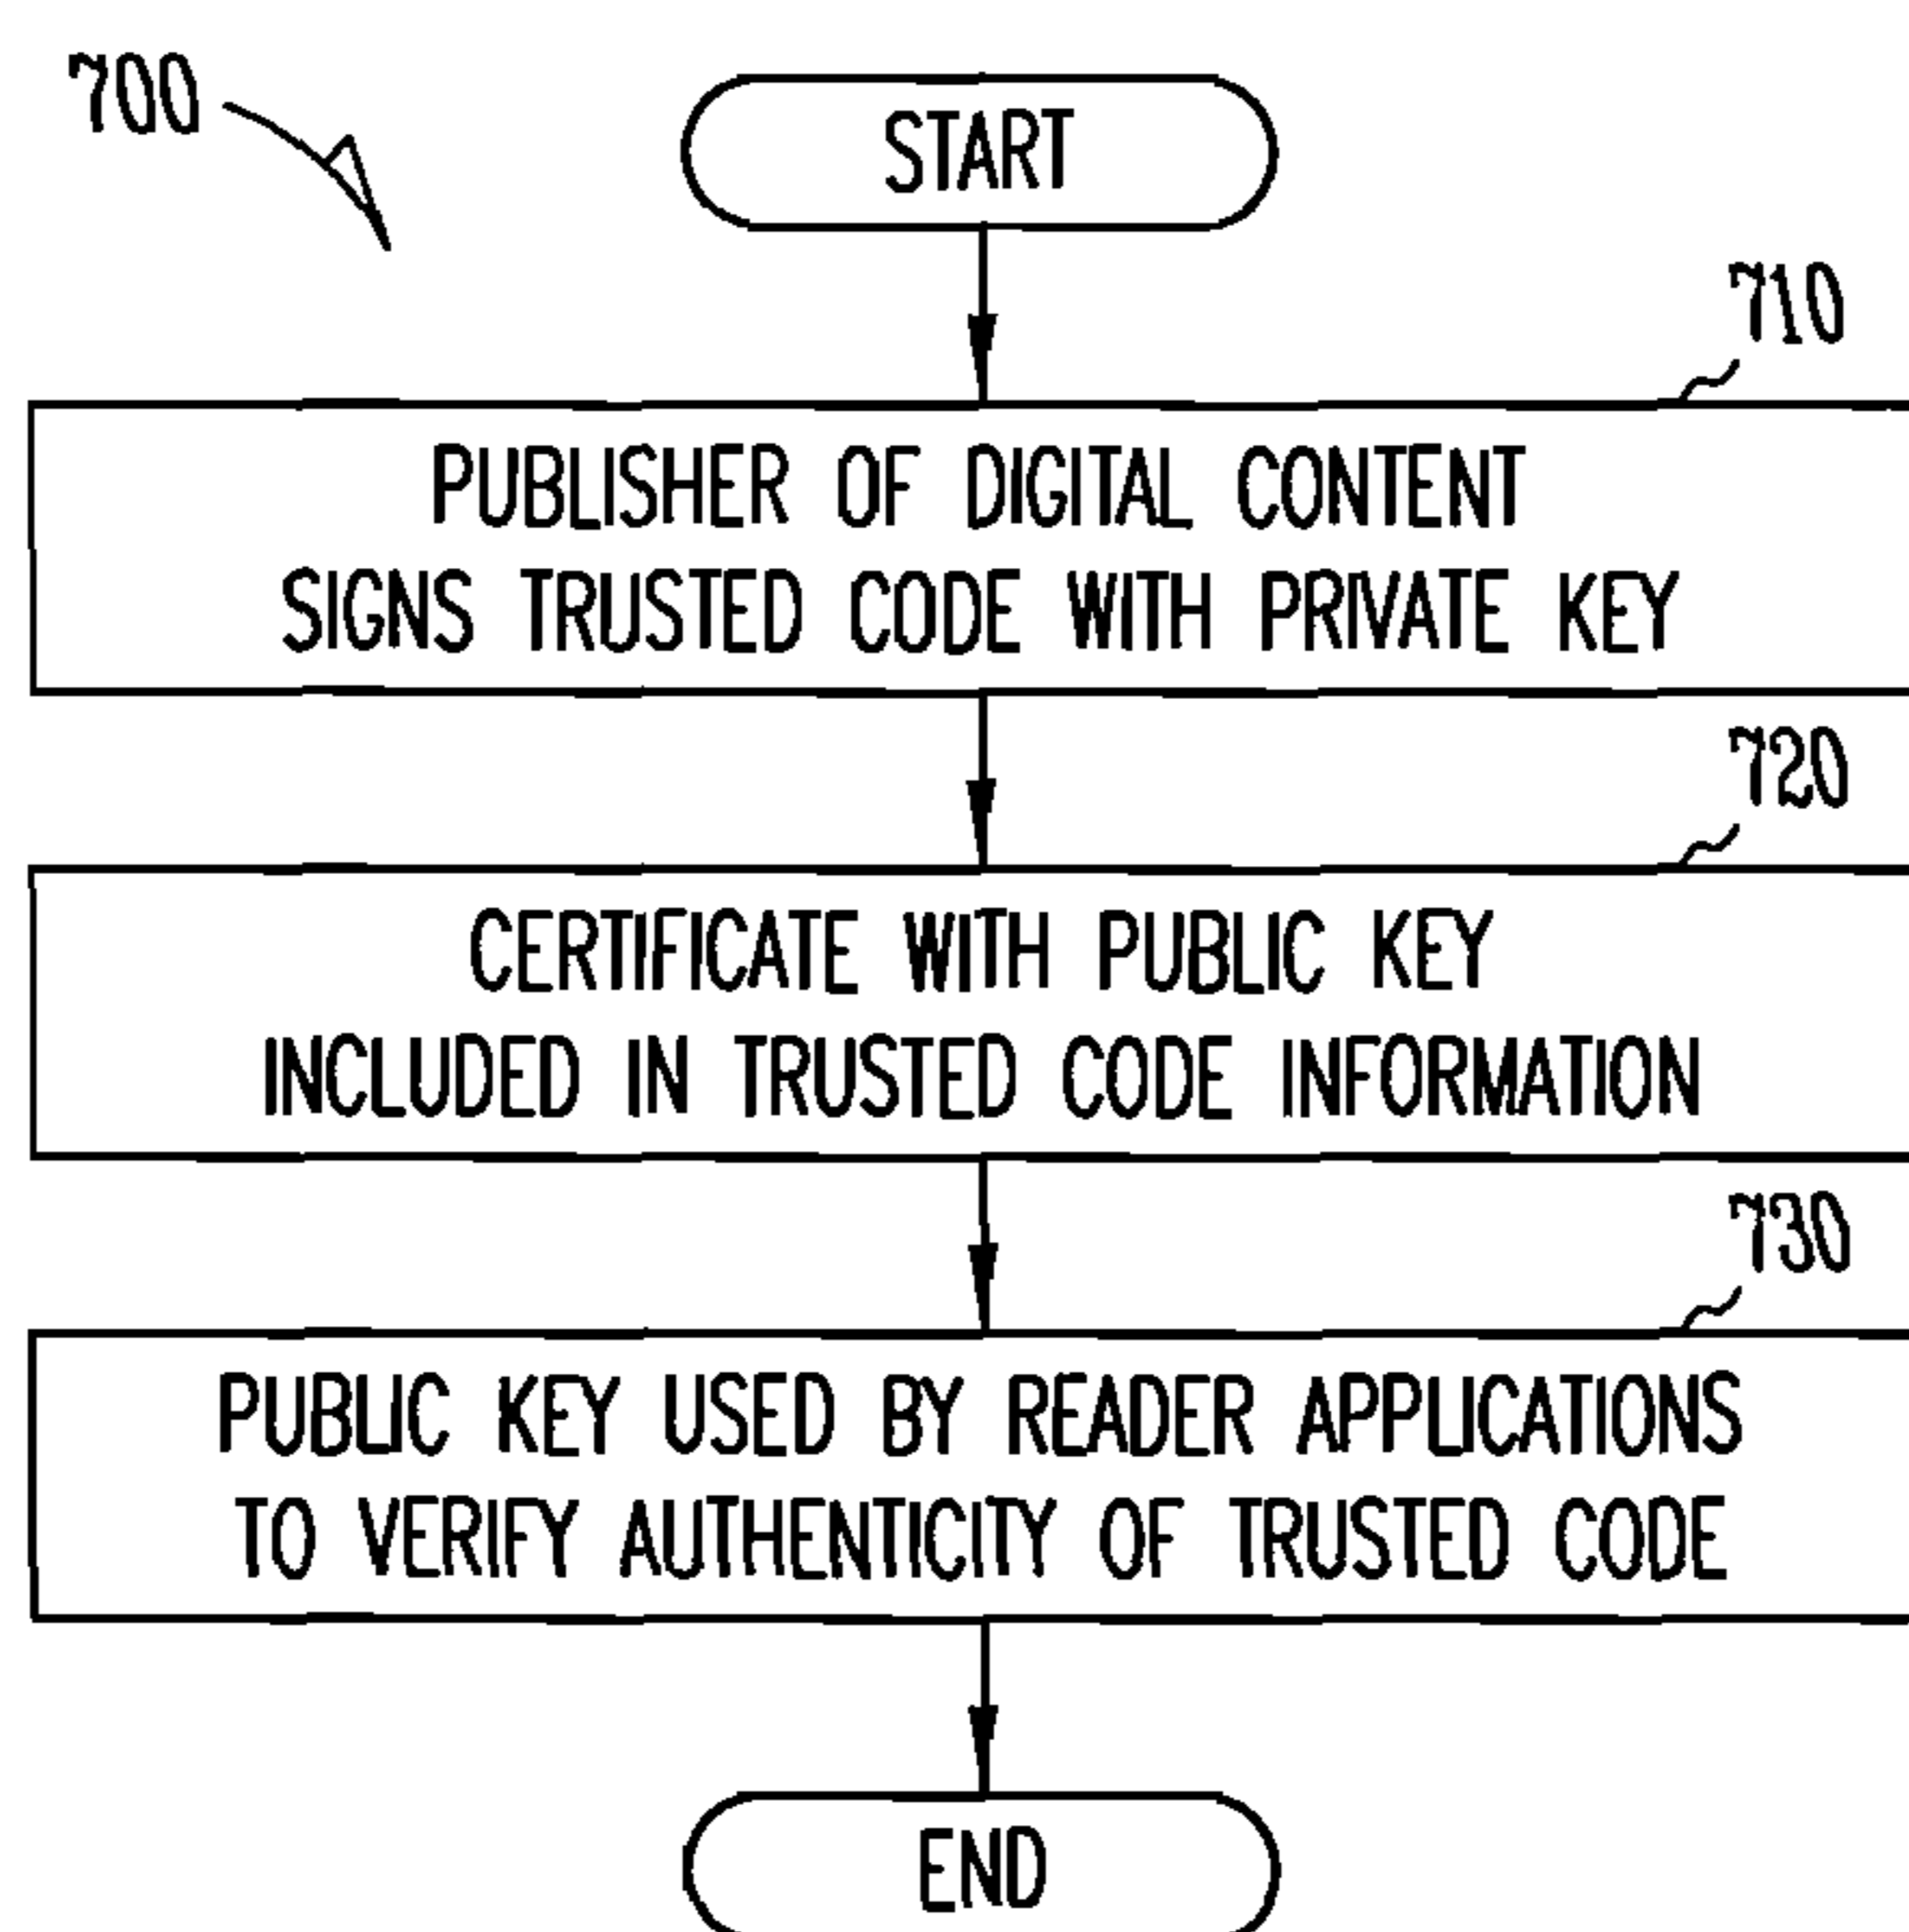 700
START
710
PUBLISHER OF DIGITAL CONTENT
SIGNS TRUSTED CODE WITH PRIVATE KEY
720
CERTIFICATE WITH PUBLIC KEY
INCLUDED IN TRUSTED CODE INFORMATION
730
PUBLIC KEY USED BY READER APPLICATIONS
TO VERIFY AUTHENTICITY OF TRUSTED CODE
END